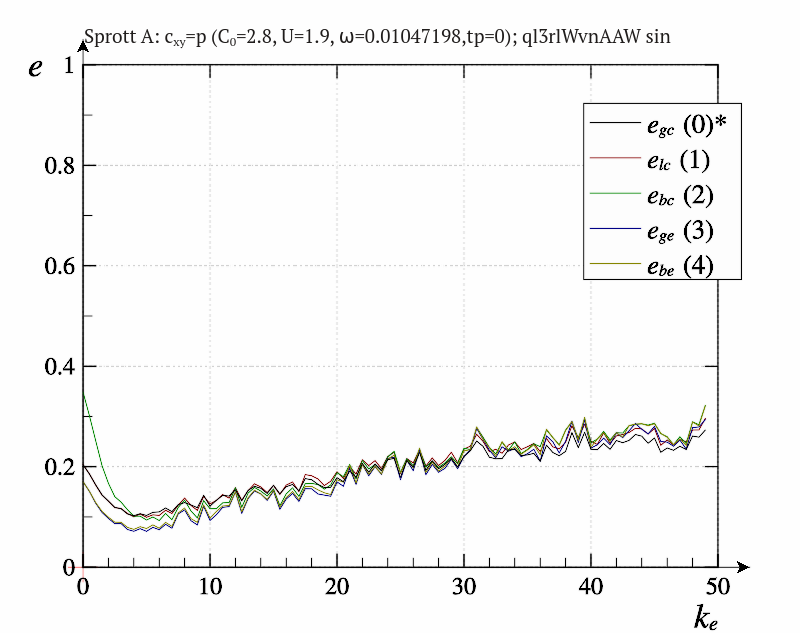 Sprott A: cxy=p (C0=2.8, U=1.9, ω=0.01047198,tp=0); ql3rlWvnAAW sin
e
1
0.8
0.6
0.4
0.2
0
egc (0)*
elc (1)
ebc (2)
ege (3)
ebe (4)
0 10 20 30 40 50
ke